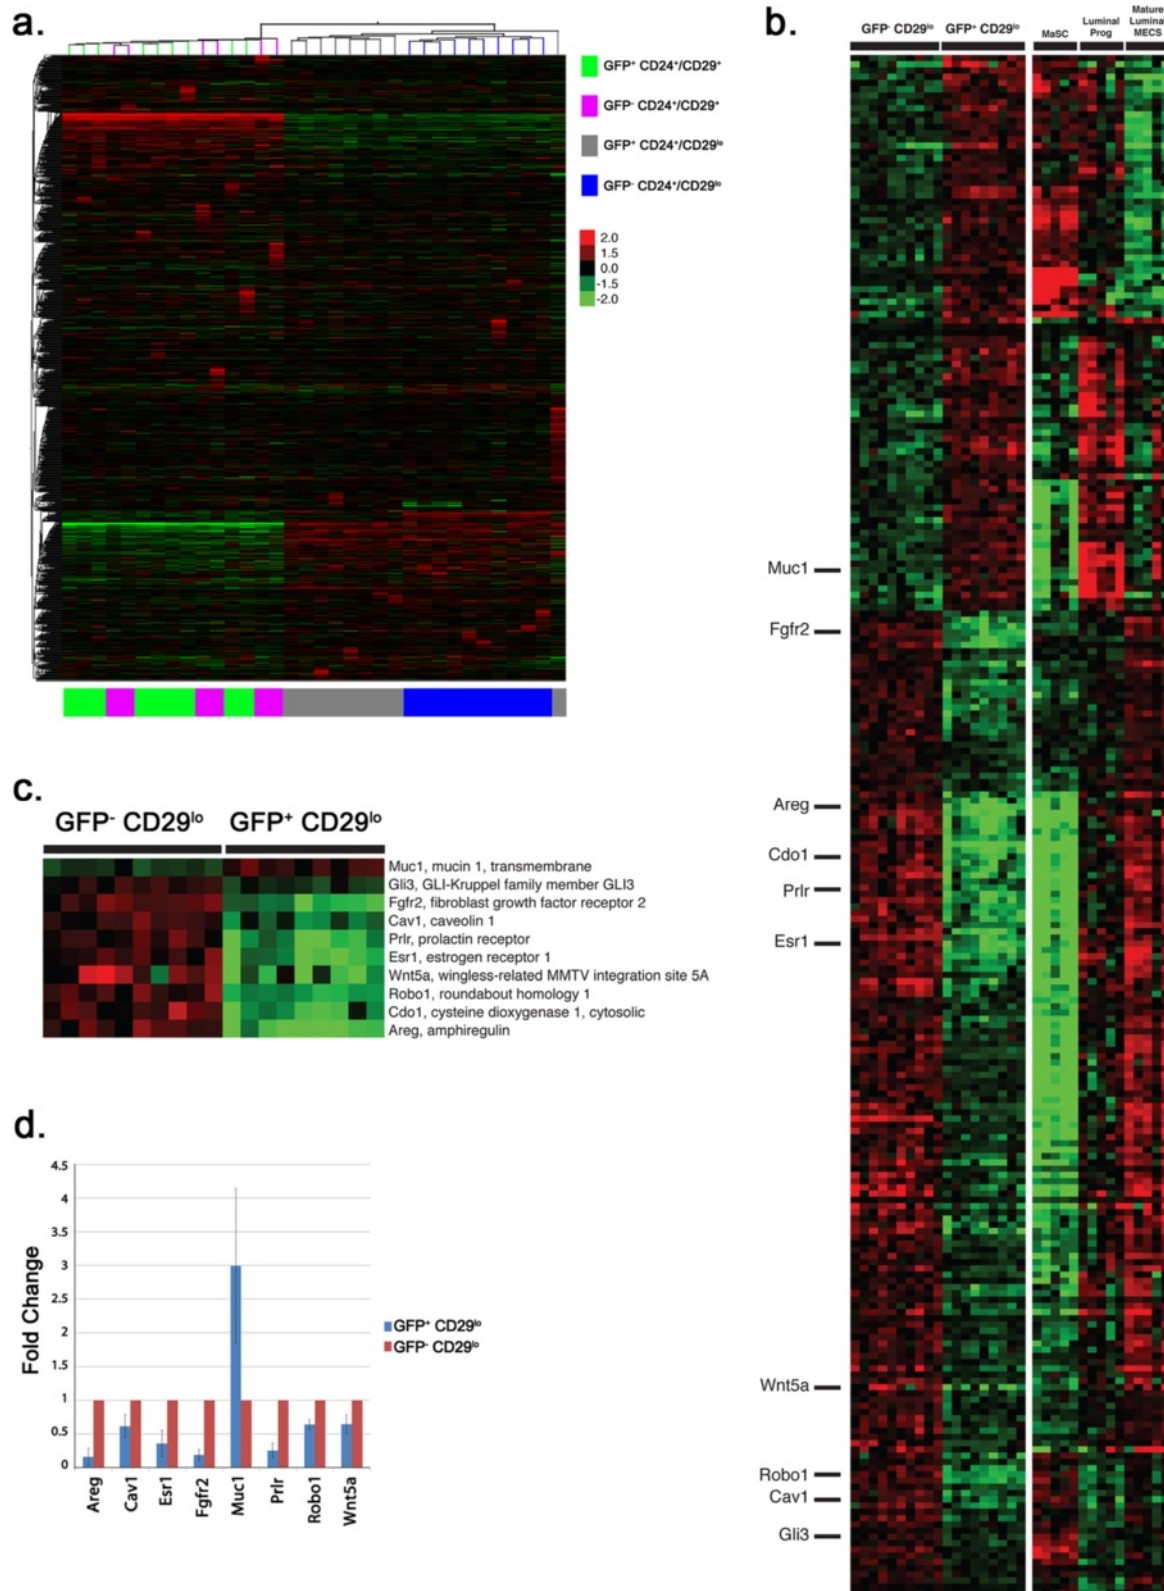 a.
GFP⁺ CD24⁺/CD29⁺
GFP⁻ CD24⁺/CD29⁺
GFP⁺ CD24⁺/CD29ˡᵒ
GFP⁻ CD24⁺/CD29ˡᵒ
2.0
1.5
0.0
-1.5
-2.0
b.
GFP⁻ CD29ˡᵒ
GFP⁺ CD29ˡᵒ
MaSC
Luminal
Prog
Mature
Luminal
MECS
Muc1
Fgfr2
Areg
Cdo1
Prlr
Esr1
Wnt5a
Robo1
Cav1
Gli3
c.
GFP⁻ CD29ˡᵒ
GFP⁺ CD29ˡᵒ
Muc1, mucin 1, transmembrane
Gli3, GLI-Kruppel family member GLI3
Fgfr2, fibroblast growth factor receptor 2
Cav1, caveolin 1
Prlr, prolactin receptor
Esr1, estrogen receptor 1
Wnt5a, wingless-related MMTV integration site 5A
Robo1, roundabout homology 1
Cdo1, cysteine dioxygenase 1, cytosolic
Areg, amphiregulin
d.
Fold Change
4.5
4
3.5
3
2.5
2
1.5
1
0.5
0
Areg
Cav1
Esr1
Fgfr2
Muc1
Prlr
Robo1
Wnt5a
GFP⁺ CD29ˡᵒ
GFP⁻ CD29ˡᵒ